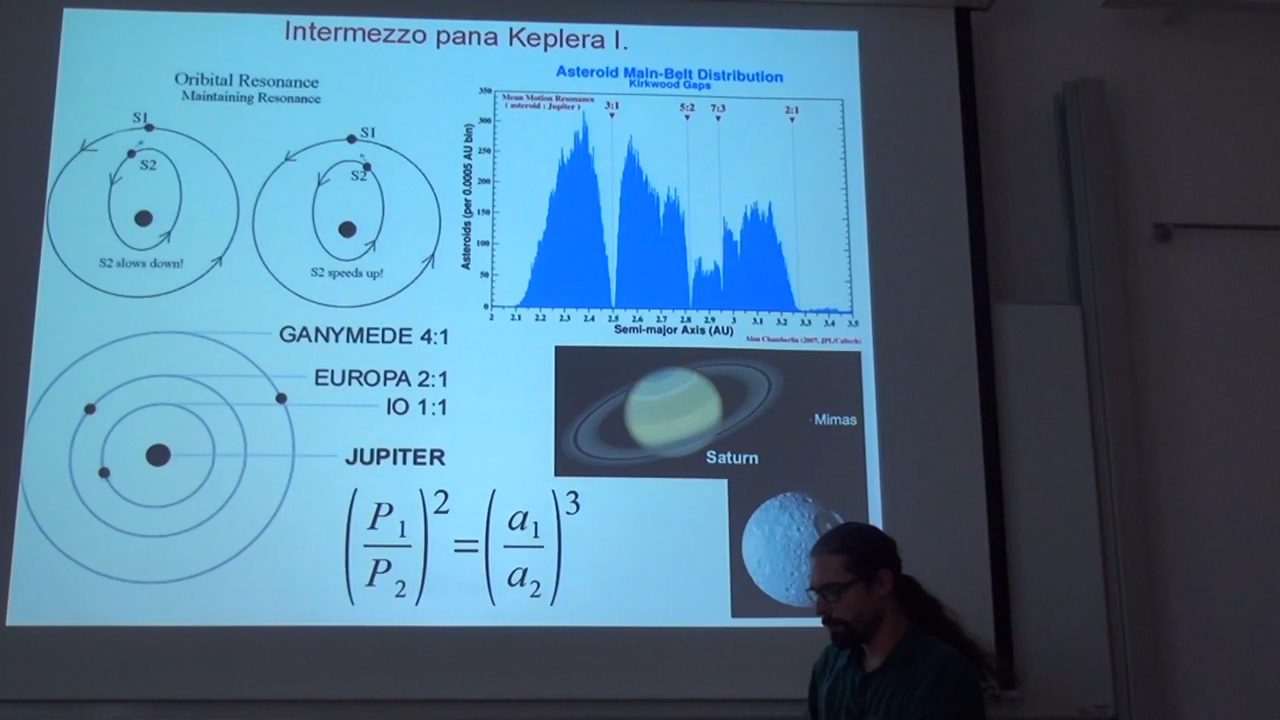 Intermezzo pana Keplera I.
Oribital Resonance
Maintaining Resonance
S1
S2
S2 slows down!
S1
S2
S2 speeds up!
Asteroid Main-Belt Distribution
Kirkwood Gaps
Mean Motion Resonance
( asteroid : Jupiter )
3:1
5:2
7:3
2:1
Asteroids (per 0.0005 AU bin)
350
300
250
200
150
100
50
0
2 2.1 2.2 2.3 2.4 2.5 2.6 2.7 2.8 2.9 3 3.1 3.2 3.3 3.4 3.5
Semi-major Axis (AU)
Alan Chamberlin (2007, JPL/Caltech)
GANYMEDE 4:1
EUROPA 2:1
IO 1:1
JUPITER
Mimas
Saturn
(P₁/P₂)² = (a₁/a₂)³